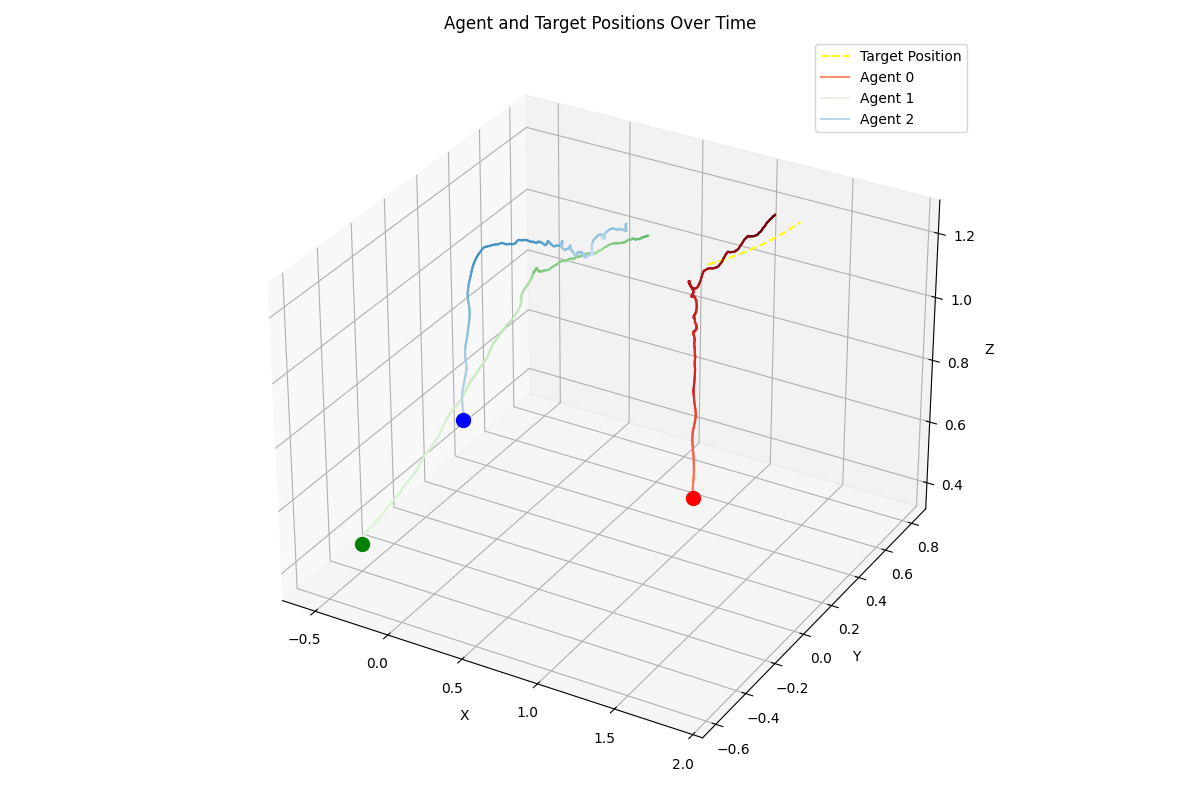 Agent and Target Positions Over Time
Target Position
Agent 0
Agent 1
Agent 2
1.2
1.0
0.8
0.6
0.4
Z
0.8
0.6
0.4
0.2
0.0
−0.2
−0.4
−0.6
Y
−0.5
0.0
0.5
1.0
1.5
2.0
X